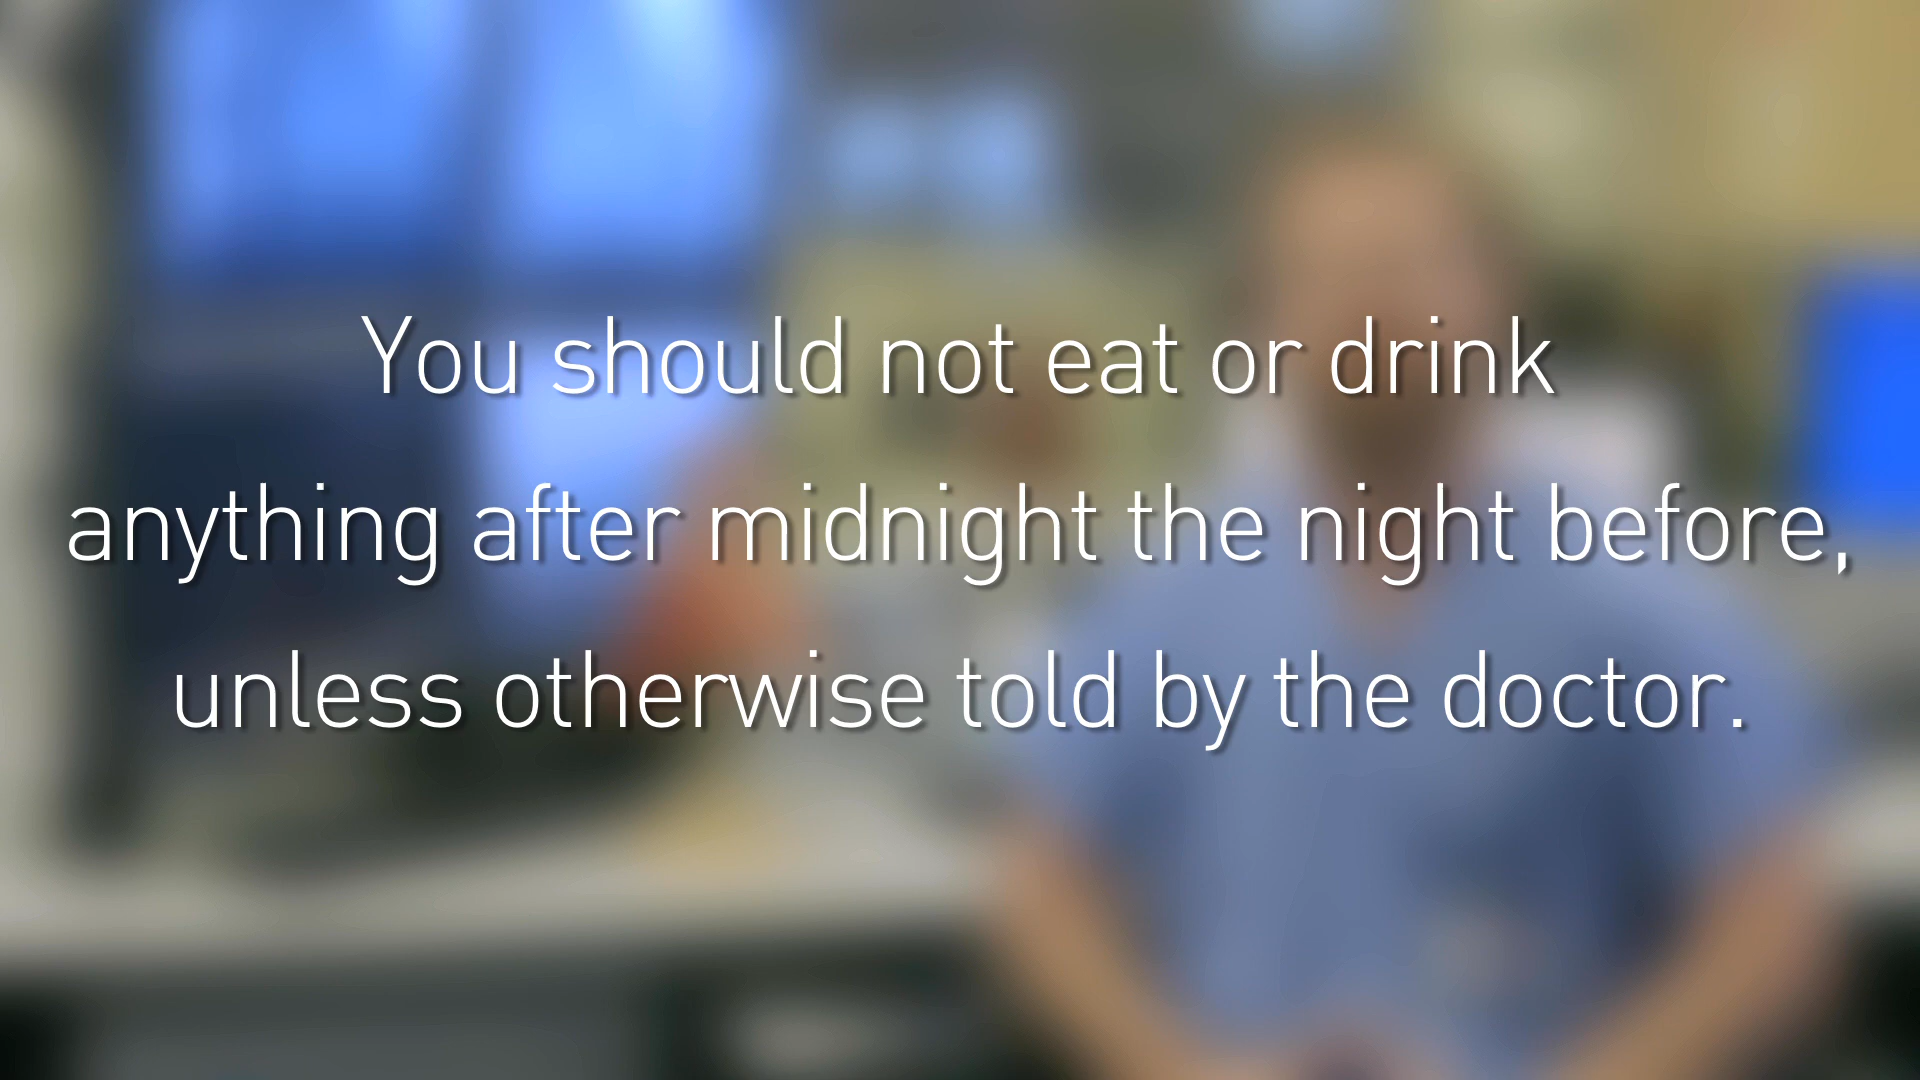 You should not eat or drink
anything after midnight the night before,
unless otherwise told by the doctor.